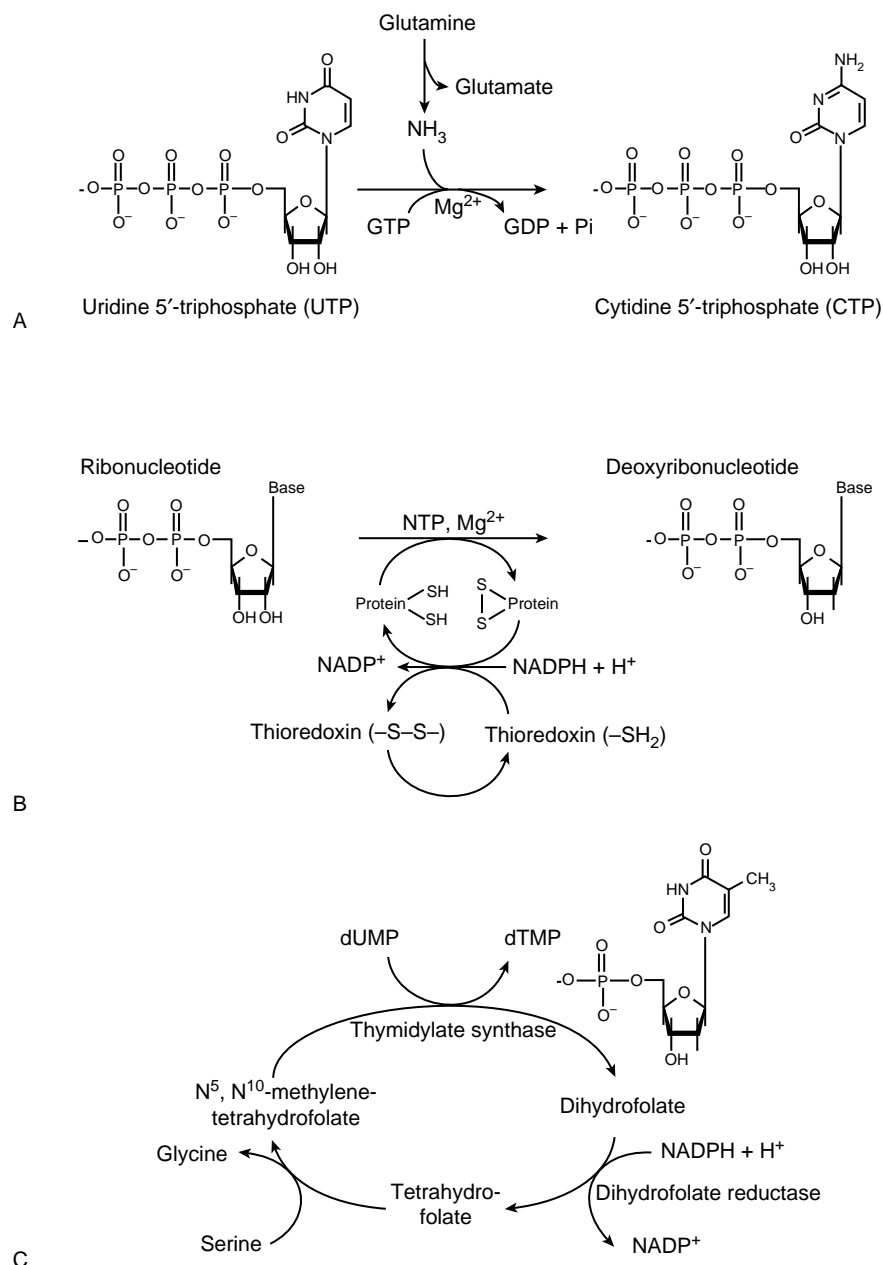 Glutamine
Glutamate
NH₃
GTP
Mg²⁺
GDP + Pi
O
HN
O
N
O O O
- O–P–O–P–O–P–O
O⁻ O⁻ O⁻
O
OH OH
Uridine 5′-triphosphate (UTP)
NH₂
N
O
N
O O O
- O–P–O–P–O–P–O
O⁻ O⁻ O⁻
O
OH OH
Cytidine 5′-triphosphate (CTP)
A
Ribonucleotide
Base
O O
– O–P–O–P–O
O⁻ O⁻
O
OH OH
NTP, Mg²⁺
Protein
SH
SH
S
S
Protein
NADP⁺
NADPH + H⁺
Thioredoxin (–S–S–)
Thioredoxin (–SH₂)
Deoxyribonucleotide
Base
O O
- O–P–O–P–O
O⁻ O⁻
O
OH
B
dUMP
dTMP
Thymidylate synthase
O
CH₃
HN
O
N
O
-O–P–O
O⁻
O
OH
N⁵, N¹⁰-methylene-
tetrahydrofolate
Dihydrofolate
Glycine
NADPH + H⁺
Tetrahydro-
folate
Dihydrofolate reductase
Serine
NADP⁺
C